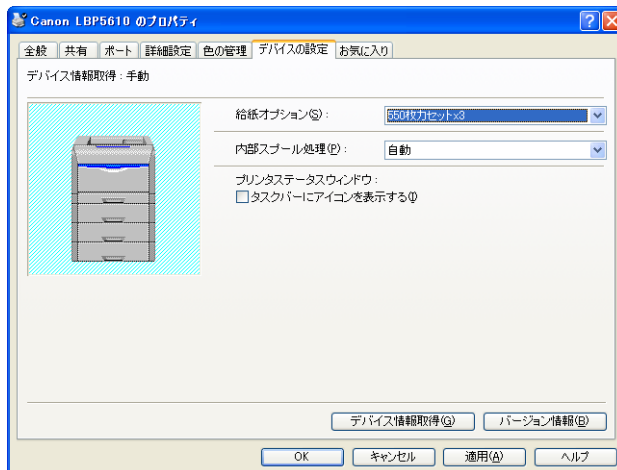 Canon LBP5610 のプロパティ
全般 共有 ポート 詳細設定 色の管理 デバイスの設定 お気に入り
デバイス情報取得：手動
給紙オプション(S)： 550枚カセットx3
内部スプール処理(P)： 自動
プリンタステータスウィンドウ：
タスクバーにアイコンを表示する(I)
デバイス情報取得(G) バージョン情報(B)
OK キャンセル 適用(A) ヘルプ